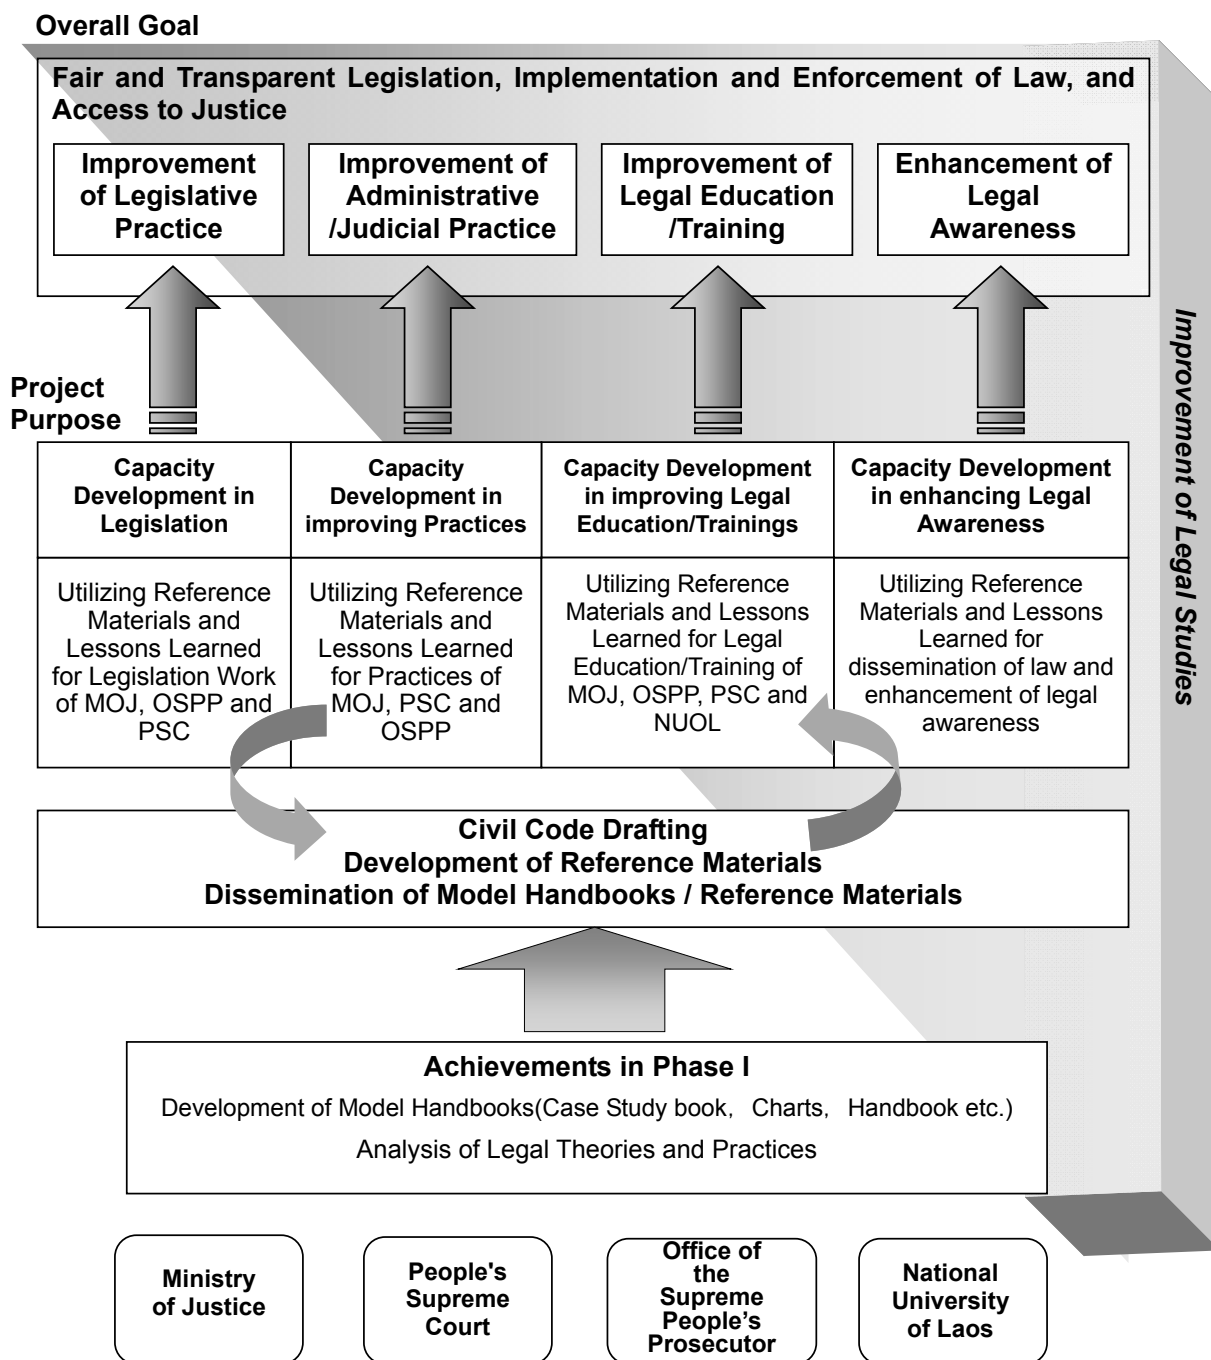 Overall Goal
Fair and Transparent Legislation, Implementation and Enforcement of Law, and
Access to Justice
Improvement
of Legislative
Practice
Improvement of
Administrative
/Judicial Practice
Improvement of
Legal Education
/Training
Enhancement of
Legal
Awareness
Improvement of Legal Studies
Project
Purpose
Capacity
Development in
Legislation
Capacity
Development in
improving Practices
Capacity Development
in improving Legal
Education/Trainings
Capacity Development
in enhancing Legal
Awareness
Utilizing Reference
Materials and
Lessons Learned
for Legislation Work
of MOJ, OSPP and
PSC
Utilizing Reference
Materials and
Lessons Learned
for Practices of
MOJ, PSC and
OSPP
Utilizing Reference
Materials and Lessons
Learned for Legal
Education/Training of
MOJ, OSPP, PSC and
NUOL
Utilizing Reference
Materials and Lessons
Learned for
dissemination of law and
enhancement of legal
awareness
Civil Code Drafting
Development of Reference Materials
Dissemination of Model Handbooks / Reference Materials
Achievements in Phase I
Development of Model Handbooks(Case Study book, Charts, Handbook etc.)
Analysis of Legal Theories and Practices
Ministry
of Justice
People's
Supreme
Court
Office of
the
Supreme
People’s
Prosecutor
National
University
of Laos